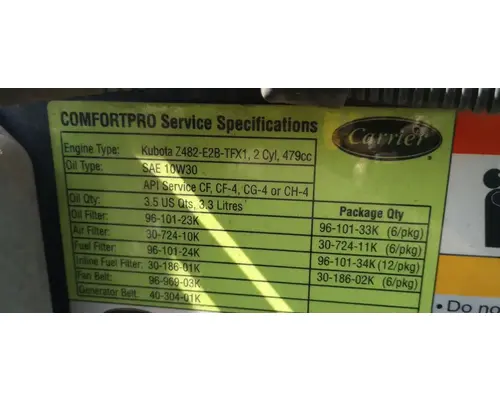 COMFORTPRO Service Specifications
Carrier
Engine Type: Kubota Z482-E2B-TFX1, 2 Cyl, 479cc
Oil Type: SAE 10W30
API Service CF, CF-4, CG-4 or CH-4
Oil Qty: 3.5 US Qts, 3.3 Litres Package Qty
Oil Filter: 96-101-23K 96-101-33K (6/pkg)
Air Filter: 30-724-10K 30-724-11K (6/pkg)
Fuel Filter: 96-101-24K 96-101-34K (12/pkg)
Inline Fuel Filter: 30-186-01K 30-186-02K (6/pkg)
Fan Belt: 96-969-03K
Generator Belt: 40-304-01K
• Do no